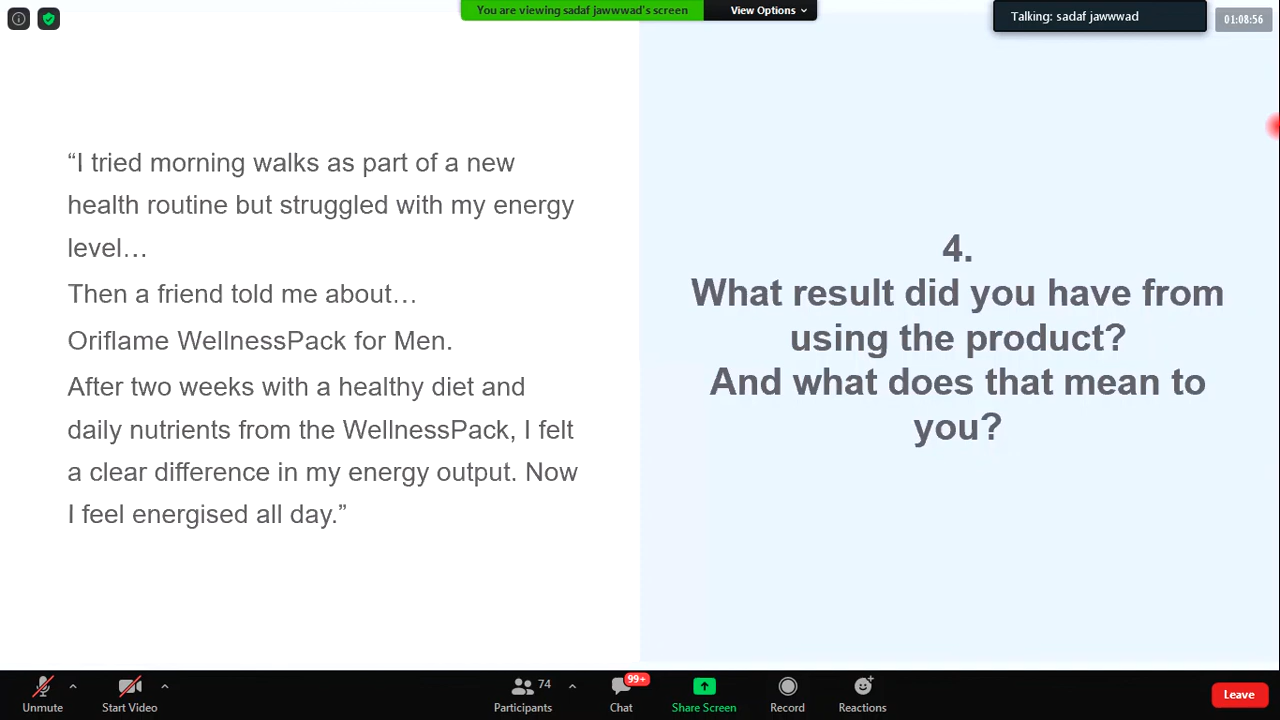 You are viewing sadaf jawwwad's screen
View Options
Talking: sadaf jawwwad
01:08:56
“I tried morning walks as part of a new
health routine but struggled with my energy
level…
Then a friend told me about…
Oriflame WellnessPack for Men.
After two weeks with a healthy diet and
daily nutrients from the WellnessPack, I felt
a clear difference in my energy output. Now
I feel energised all day.”
4.
What result did you have from
using the product?
And what does that mean to
you?
Unmute
Start Video
74
Participants
99+
Chat
Share Screen
Record
Reactions
Leave